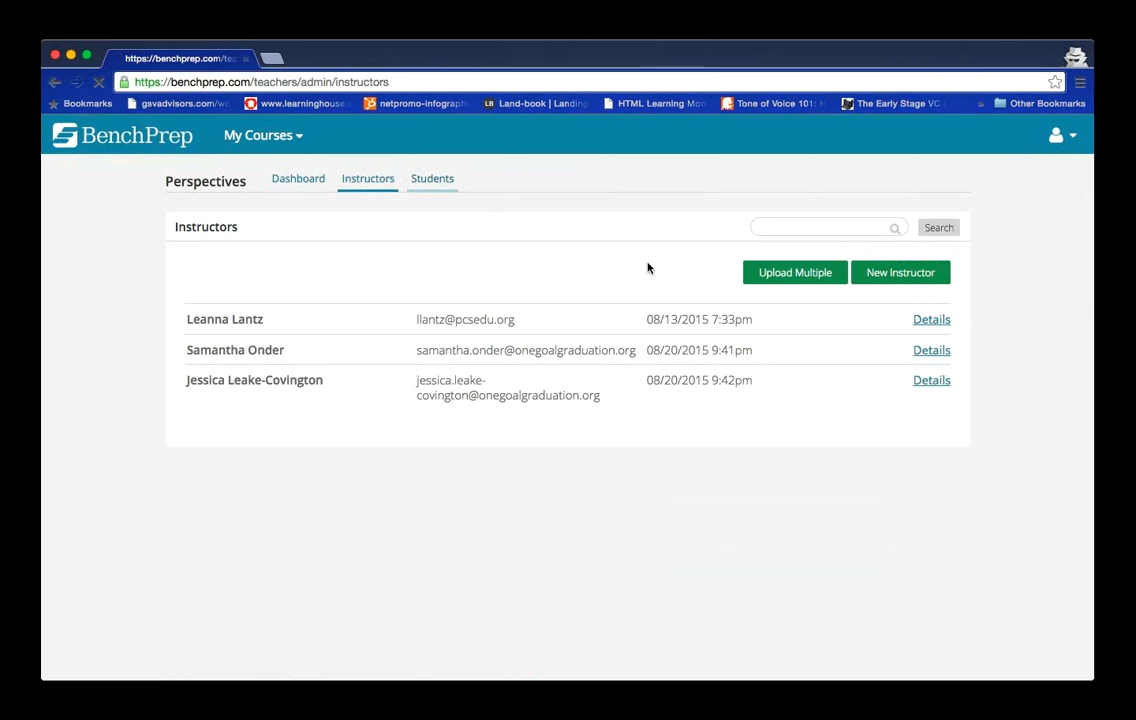 https://benchprep.com/tea
https://benchprep.com/teachers/admin/instructors
Bookmarks gsvadvisors.com/w www.learninghouse. netpromo-infograph LB Land-book | Landing HTML Learning Mo Tone of Voice 101: The Early Stage VC » Other Bookmarks
BenchPrep My Courses
Perspectives Dashboard Instructors Students
Instructors Search
Upload Multiple New Instructor
Leanna Lantz llantz@pcsedu.org 08/13/2015 7:33pm Details
Samantha Onder samantha.onder@onegoalgraduation.org 08/20/2015 9:41pm Details
Jessica Leake-Covington jessica.leake- 08/20/2015 9:42pm Details
covington@onegoalgraduation.org